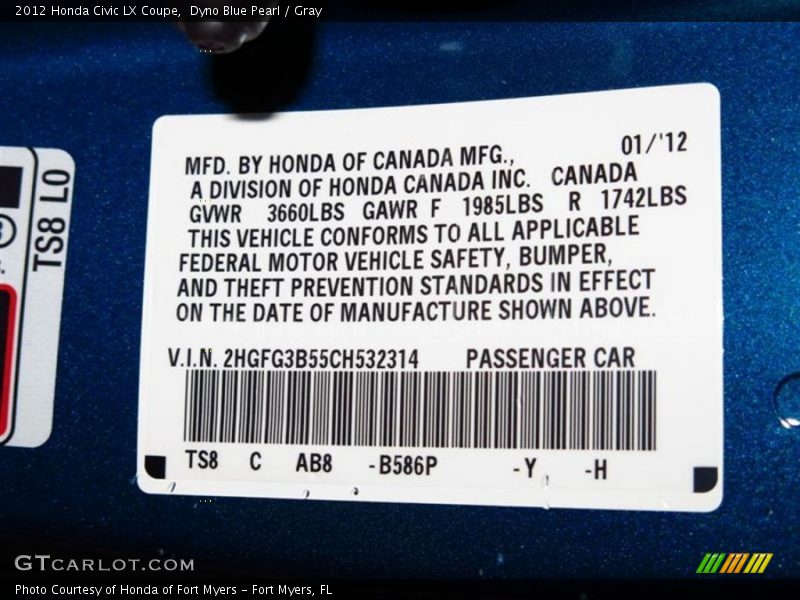 2012 Honda Civic LX Coupe,  Dyno Blue Pearl / Gray
TS8 LO
01/'12
MFD. BY HONDA OF CANADA MFG.,
A DIVISION OF HONDA CANADA INC. CANADA
GVWR 3660LBS GAWR F 1985LBS R 1742LBS
THIS VEHICLE CONFORMS TO ALL APPLICABLE
FEDERAL MOTOR VEHICLE SAFETY, BUMPER,
AND THEFT PREVENTION STANDARDS IN EFFECT
ON THE DATE OF MANUFACTURE SHOWN ABOVE.
V.I.N. 2HGFG3B55CH532314 PASSENGER CAR
TS8 C AB8 -B586P -Y -H
GTCARLOT.COM
Photo Courtesy of Honda of Fort Myers – Fort Myers, FL